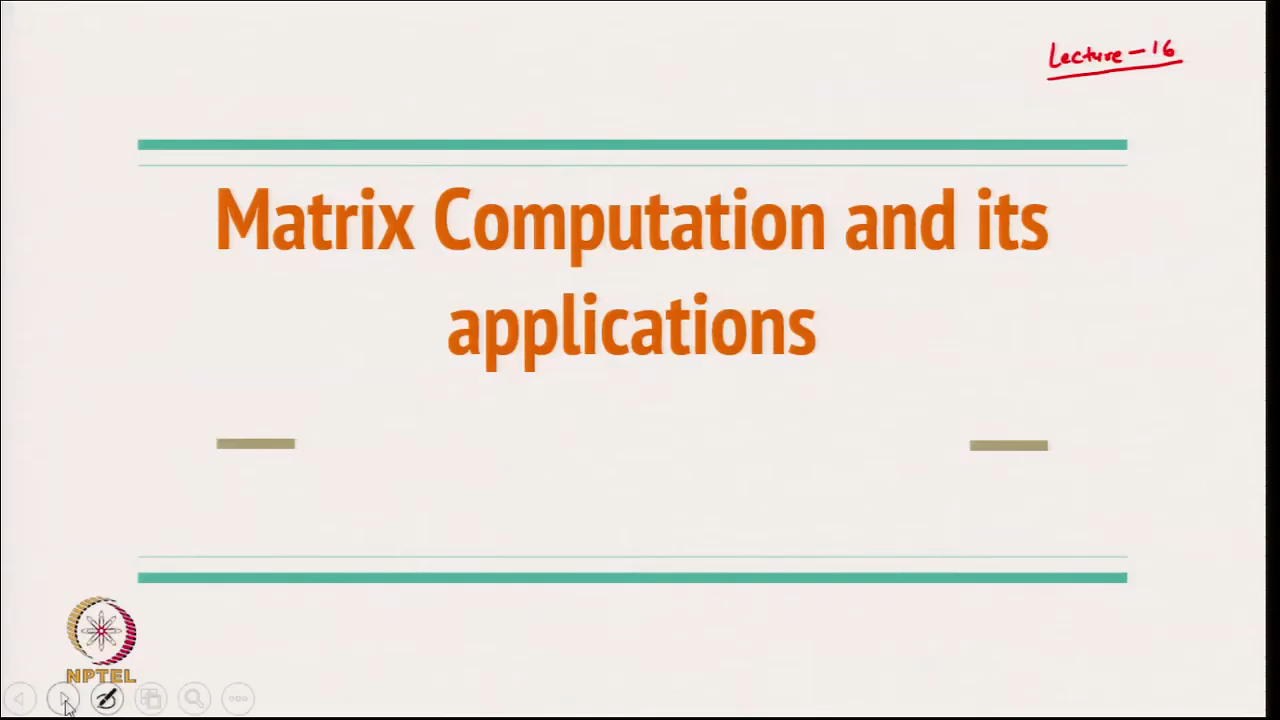 Lecture - 16
Matrix Computation and its
applications
NPTEL